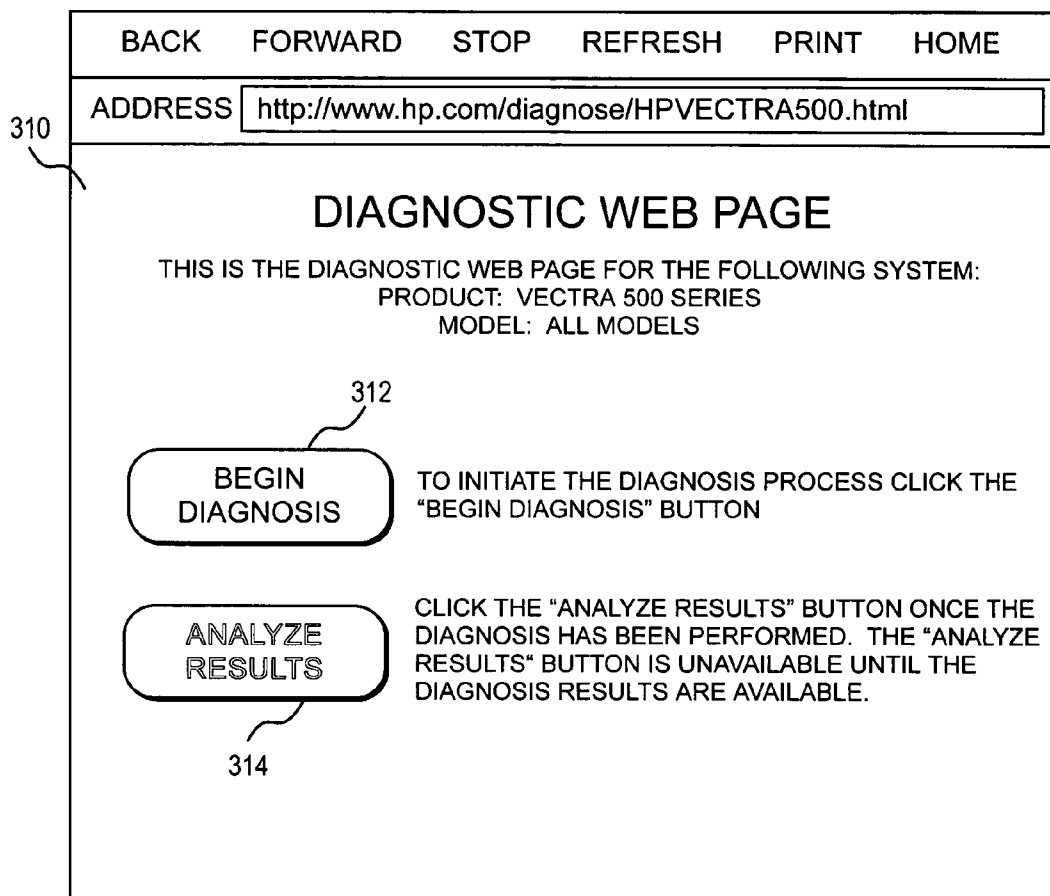 BACK FORWARD STOP REFRESH PRINT HOME
ADDRESS http://www.hp.com/diagnose/HPVECTRA500.html
310
DIAGNOSTIC WEB PAGE
THIS IS THE DIAGNOSTIC WEB PAGE FOR THE FOLLOWING SYSTEM:
PRODUCT: VECTRA 500 SERIES
MODEL: ALL MODELS
312
BEGIN
DIAGNOSIS
TO INITIATE THE DIAGNOSIS PROCESS CLICK THE
“BEGIN DIAGNOSIS” BUTTON
ANALYZE
RESULTS
CLICK THE “ANALYZE RESULTS” BUTTON ONCE THE
DIAGNOSIS HAS BEEN PERFORMED. THE “ANALYZE
RESULTS“ BUTTON IS UNAVAILABLE UNTIL THE
DIAGNOSIS RESULTS ARE AVAILABLE.
314